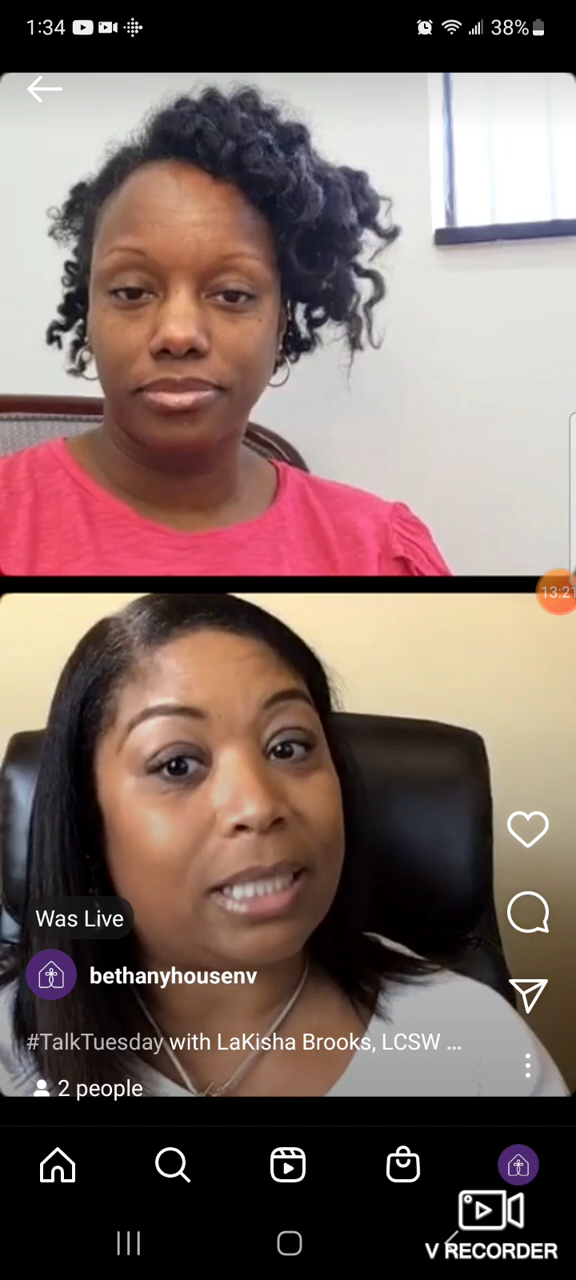 1:34
38%
13:21
Was Live
bethanyhousenv
#TalkTuesday with LaKisha Brooks, LCSW ...
2 people
V RECORDER